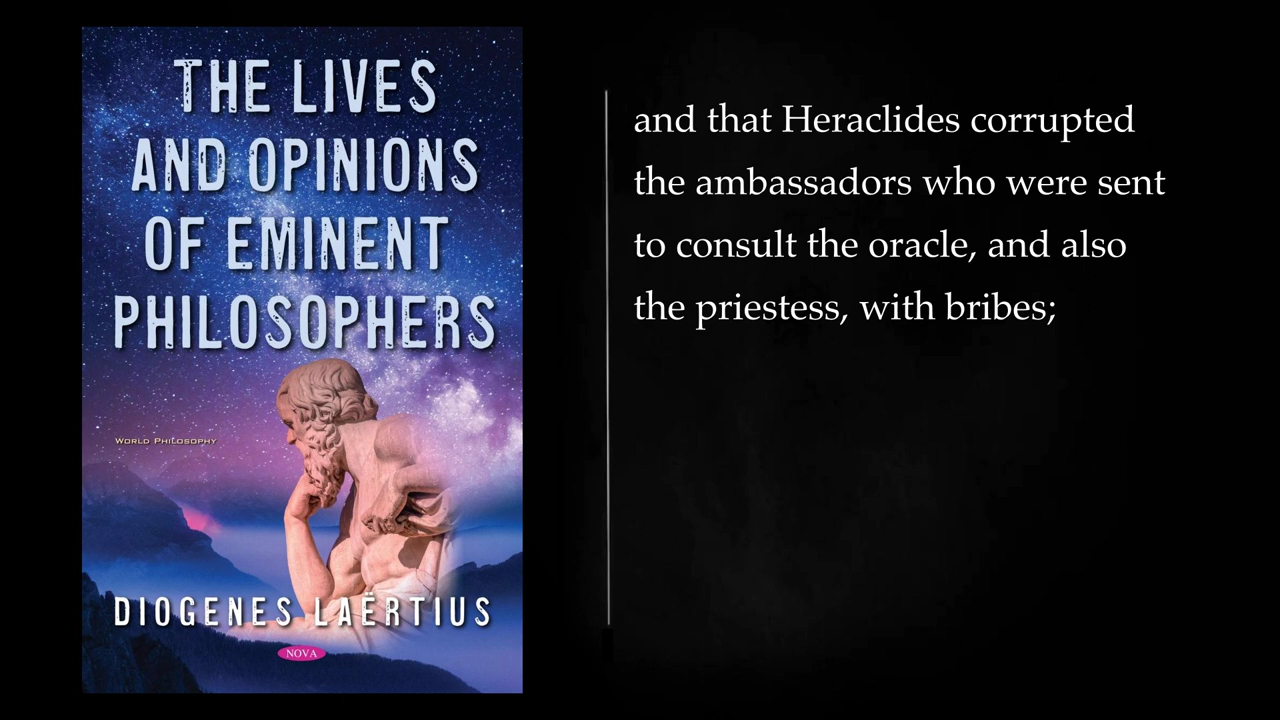 THE LIVES
AND OPINIONS
OF EMINENT
PHILOSOPHERS
WORLD PHILOSOPHY
DIOGENES LAËRTIUS
NOVA
and that Heraclides corrupted
the ambassadors who were sent
to consult the oracle, and also
the priestess, with bribes;